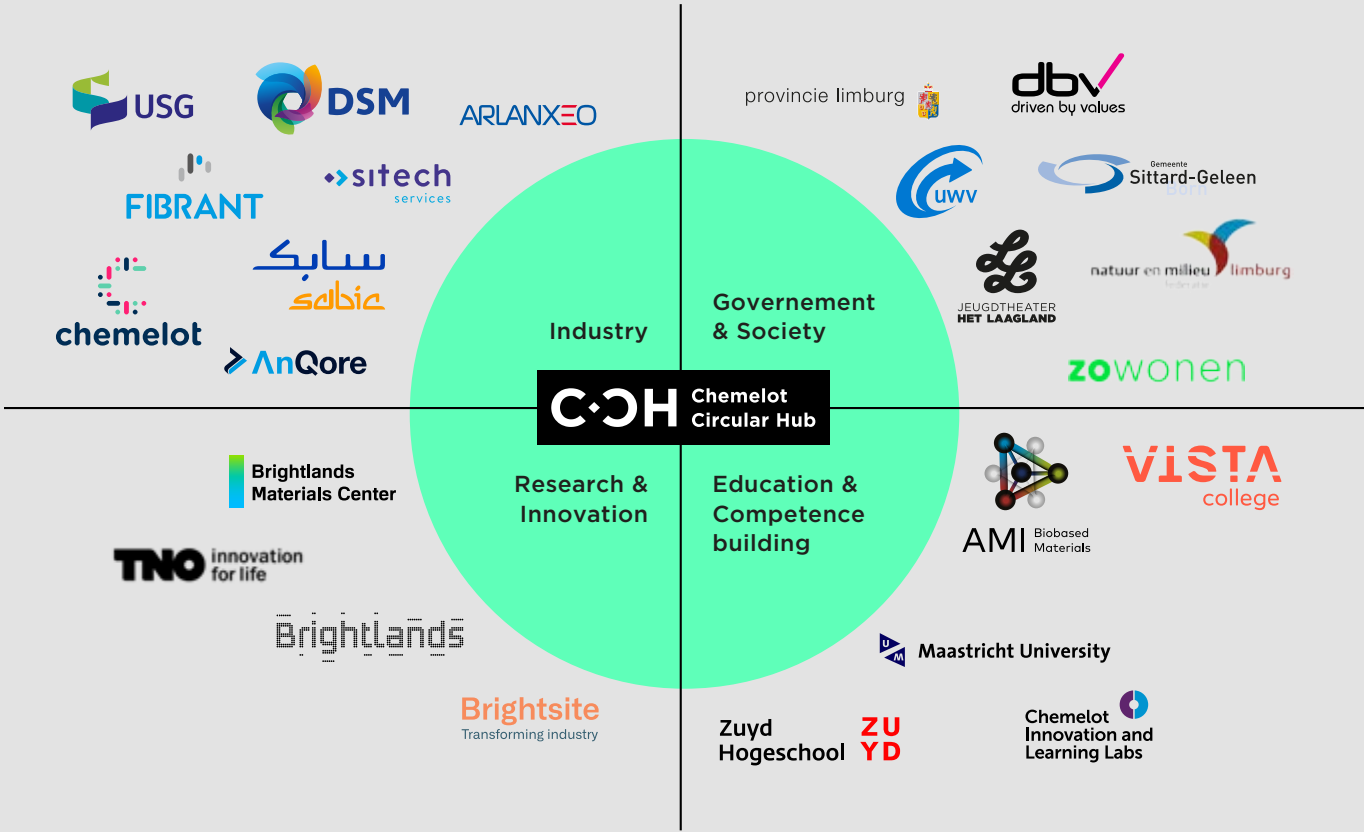 USG
DSM
ARLANXEO
FIBRANT
sitech
services
chemelot
سابك
sabic
AnQore
Industry
provincie limburg
dbv
driven by values
uwv
Gemeente
Sittard-Geleen
Born
JEUGDTHEATER
HET LAAGLAND
natuur en milieu limburg
federatie
zowonen
Governement
& Society
C·CH Chemelot
Circular Hub
Brightlands
Materials Center
TNO innovation
for life
Brightlands
Brightsite
Transforming industry
Research &
Innovation
Education &
Competence
building
AMI Biobased
Materials
VISTA
college
UM
Maastricht University
Zuyd
Hogeschool
ZU
YD
Chemelot
Innovation and
Learning Labs